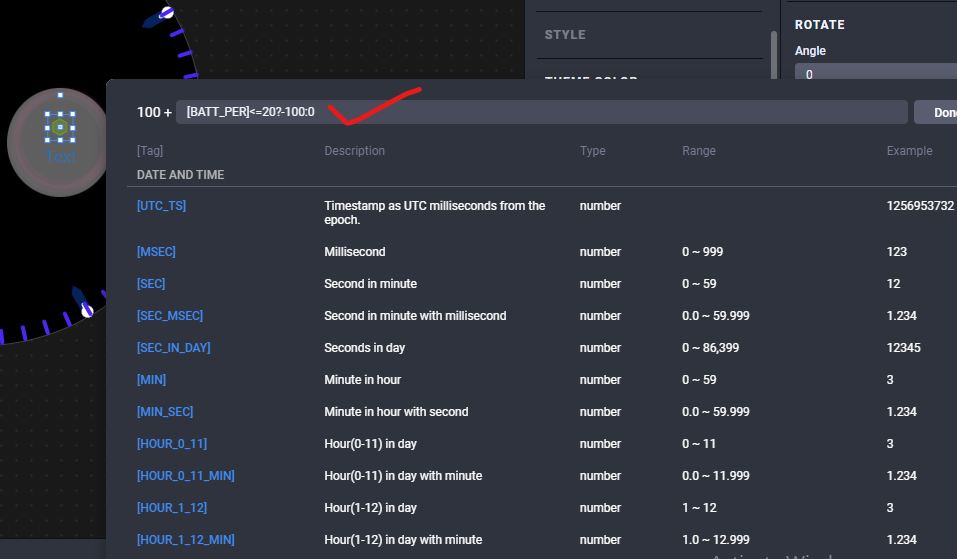 STYLE
ROTATE
Angle
0
100 +
[BATT_PER]<=20?-100:0
Done
Text
[Tag] Description Type Range Example
DATE AND TIME
[UTC_TS] Timestamp as UTC milliseconds from the epoch. number 1256953732
[MSEC] Millisecond number 0 ~ 999 123
[SEC] Second in minute number 0 ~ 59 12
[SEC_MSEC] Second in minute with millisecond number 0.0 ~ 59.999 1.234
[SEC_IN_DAY] Seconds in day number 0 ~ 86,399 12345
[MIN] Minute in hour number 0 ~ 59 3
[MIN_SEC] Minute in hour with second number 0.0 ~ 59.999 1.234
[HOUR_0_11] Hour(0-11) in day number 0 ~ 11 3
[HOUR_0_11_MIN] Hour(0-11) in day with minute number 0.0 ~ 11.999 1.234
[HOUR_1_12] Hour(1-12) in day number 1 ~ 12 3
[HOUR_1_12_MIN] Hour(1-12) in day with minute number 1.0 ~ 12.999 1.234